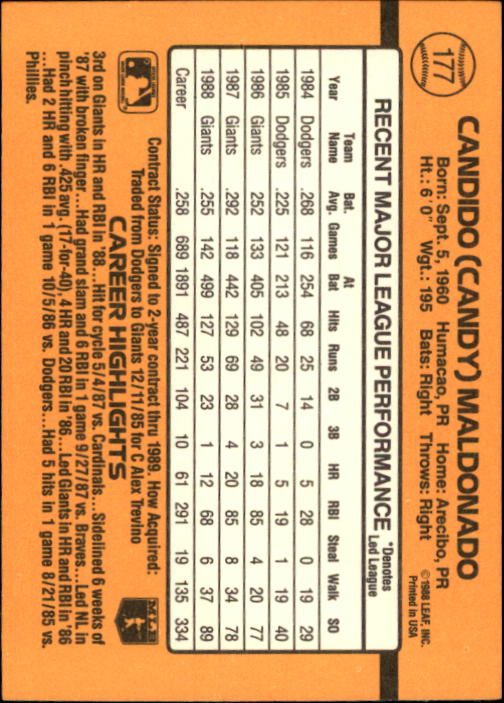 177
CANDIDO (CANDY) MALDONADO
Born: Sept. 5, 1960 Humacao, PR Home: Arecibo, PR
Ht.: 6'0" Wgt.: 195 Bats: Right Throws: Right
©1988 LEAF, INC.
Printed in USA
RECENT MAJOR LEAGUE PERFORMANCE
*Denotes
Led League
Year Team Name Bat. Avg. Games At Bat Hits Runs 2B 3B HR RBI Steal Walk SO
1984 Dodgers .268 116 254 68 25 14 0 5 28 0 19 29
1985 Dodgers .225 121 213 48 20 7 1 5 19 1 19 40
1986 Giants .252 133 405 102 49 31 3 18 85 4 20 77
1987 Giants .292 118 442 129 69 28 4 20 85 8 34 78
1988 Giants .255 142 499 127 53 23 1 12 68 6 37 89
Career .258 689 1891 487 221 104 10 61 291 19 135 334
Contract Status: Signed to 2-year contract thru 1989. How Acquired:
Traded from Dodgers to Giants 12/11/85 for C Alex Trevino
CAREER HIGHLIGHTS
3rd on Giants in HR and RBI in '88...Hit for cycle 5/4/87 vs. Cardinals...Sidelined 6 weeks of
'87 with broken finger...Had grand slam and 6 RBI in 1 game 9/27/87 vs. Braves...Led NL in
pinch hitting with .425 avg. (17-for-40), 4 HR and 20 RBI in '86...Led Giants in HR and RBI in '86
...Had 2 HR and 6 RBI in 1 game 10/5/86 vs. Dodgers...Had 5 hits in 1 game 8/21/85 vs.
Phillies.